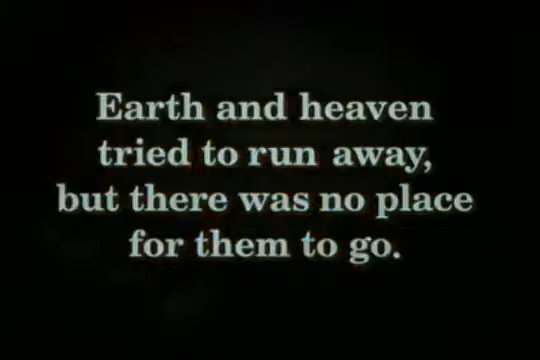 Earth and heaven
tried to run away,
but there was no place
for them to go.